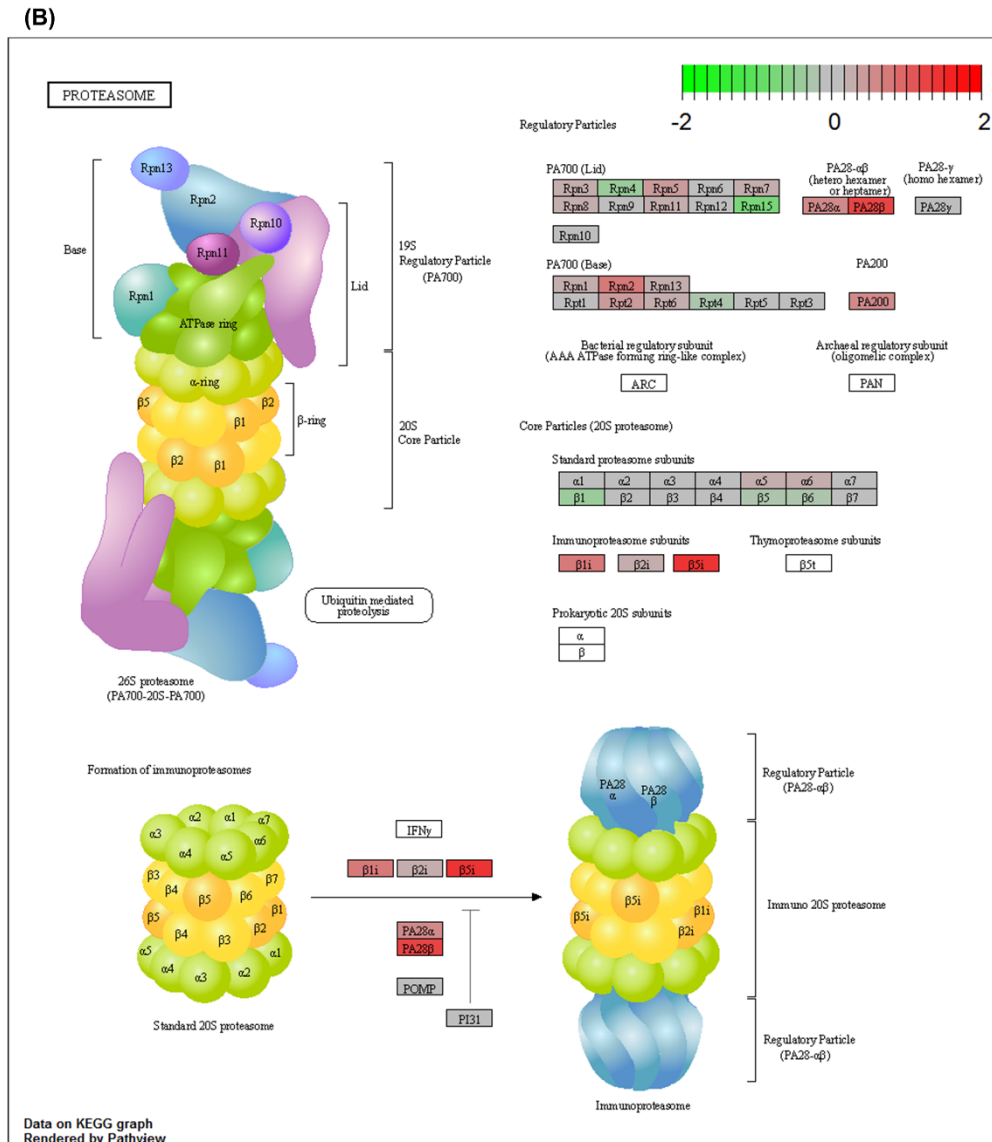 (B)
PROTEASOME
-2 0 2
Rpn13
Rpn2
Rpn10
Rpn11
Rpn1
ATPase ring
Base
Lid
19S
Regulatory Particle
(PA700)
α-ring
β5 β2
β1
β2 β1
β-ring
20S
Core Particle
Ubiquitin mediated
proteolysis
26S proteasome
(PA700-20S-PA700)
Regulatory Particles
PA700 (Lid)
Rpn3 Rpn4 Rpn5 Rpn6 Rpn7
Rpn8 Rpn9 Rpn11 Rpn12 Rpn15
Rpn10
PA28-αβ
(hetero hexamer
or heptamer)
PA28α PA28β
PA28-γ
(homo hexamer)
PA28γ
PA700 (Base)
Rpn1 Rpn2 Rpn13
Rpt1 Rpt2 Rpt6 Rpt4 Rpt5 Rpt3
PA200
PA200
Bacterial regulatory subunit
(AAA ATPase forming ring-like complex)
ARC
Archaeal regulatory subunit
(oligomelic complex)
PAN
Core Particles (20S proteasome)
Standard proteasome subunits
α1 α2 α3 α4 α5 α6 α7
β1 β2 β3 β4 β5 β6 β7
Immunoproteasome subunits
β1i β2i β5i
Thymoproteasome subunits
β5t
Prokaryotic 20S subunits
α
β
Formation of immunoproteasomes
α2 α1 α7
α3 α6
α4 α5
β3 β7
β4 β5 β6
β5 β1
β4 β3 β2
α5 α1
α4 α3 α2
Standard 20S proteasome
IFNγ
β1i β2i β5i
PA28α
PA28β
POMP
PI31
PA28 PA28
α β
β5i
β5i β1i
β2i
Immunoproteasome
Regulatory Particle
(PA28-αβ)
Immuno 20S proteasome
Regulatory Particle
(PA28-αβ)
Data on KEGG graph
Rendered by Pathview